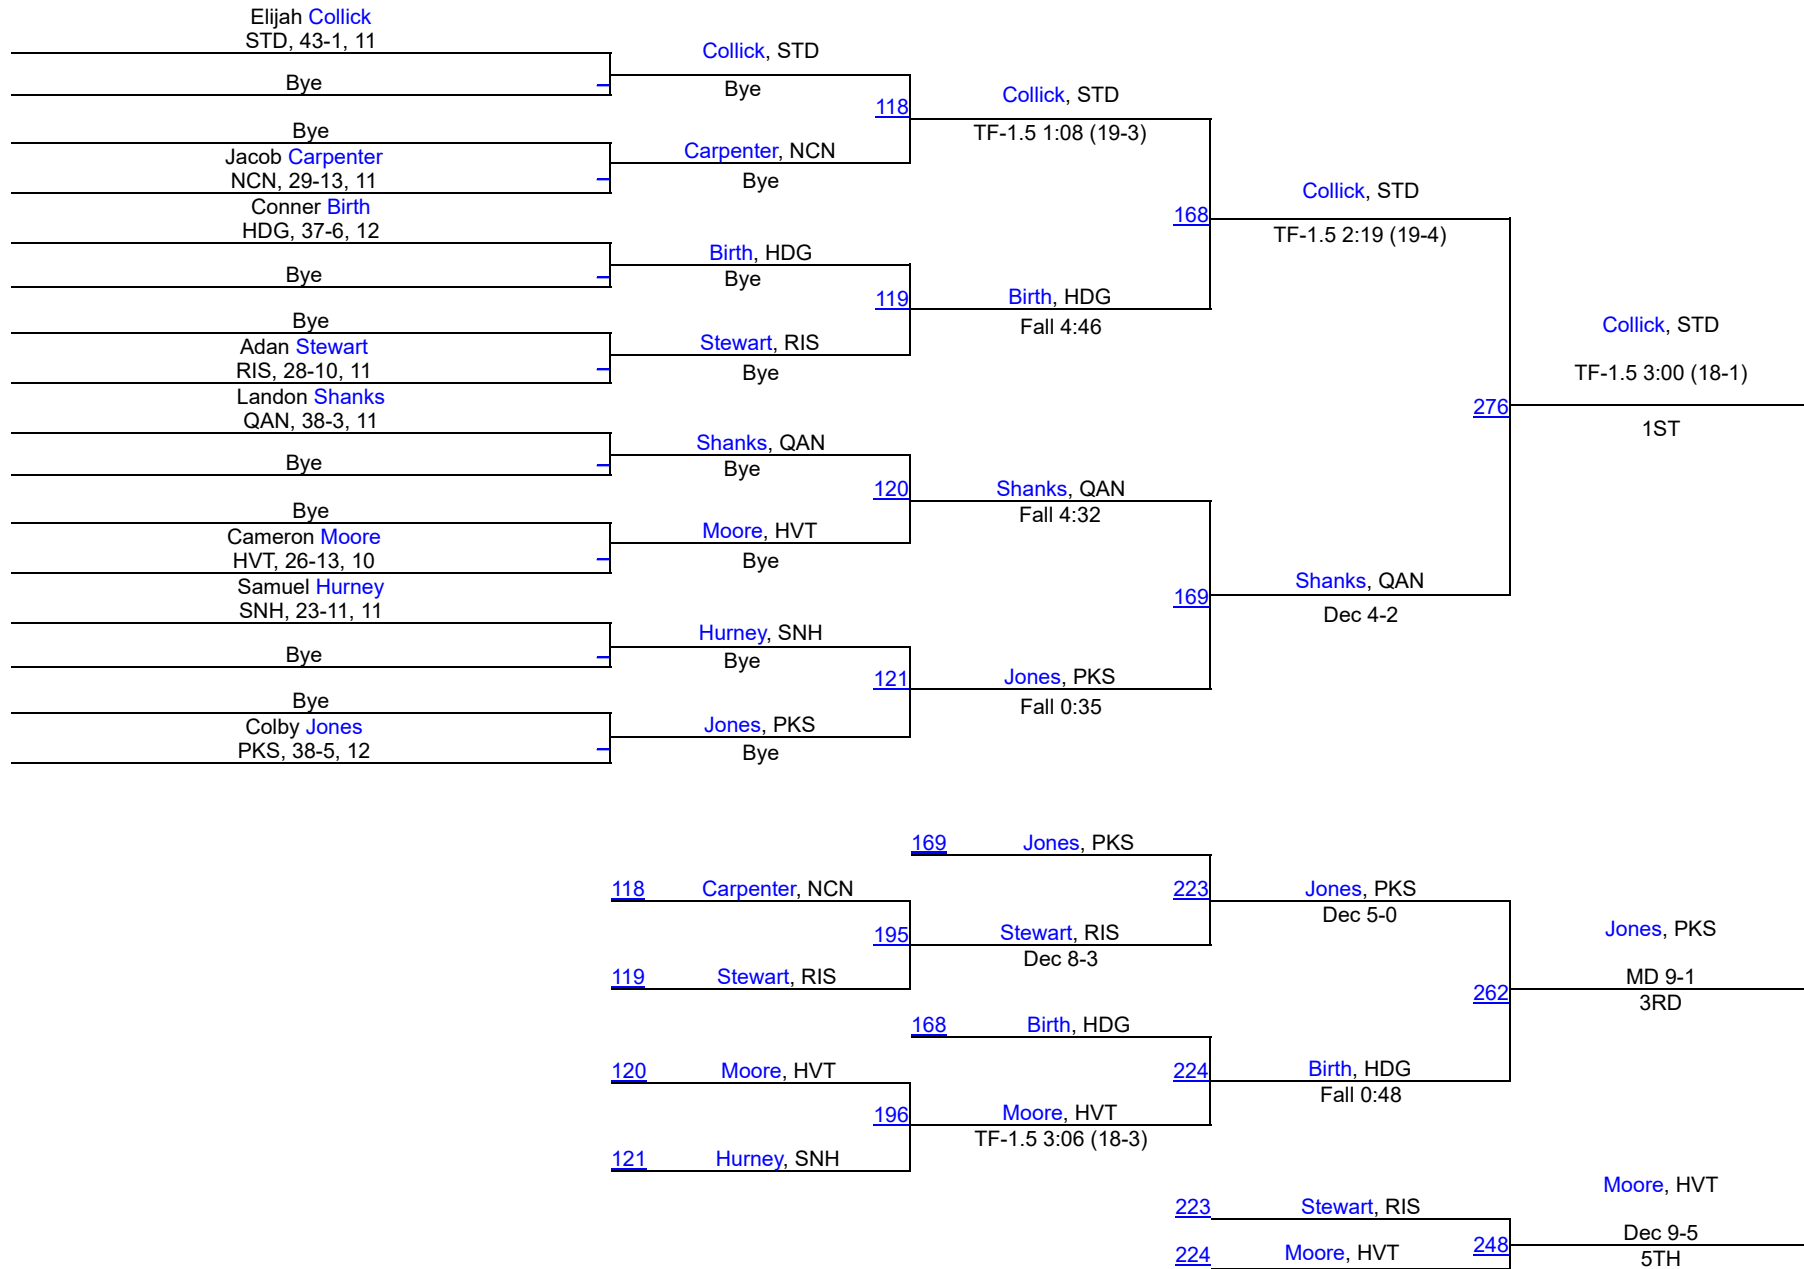 Elijah Collick
STD, 43-1, 11
Bye
Bye
Jacob Carpenter
NCN, 29-13, 11
Conner Birth
HDG, 37-6, 12
Bye
Bye
Adan Stewart
RIS, 28-10, 11
Landon Shanks
QAN, 38-3, 11
Bye
Bye
Cameron Moore
HVT, 26-13, 10
Samuel Hurney
SNH, 23-11, 11
Bye
Bye
Colby Jones
PKS, 38-5, 12
Collick, STD
Bye
118
Carpenter, NCN
Bye
Birth, HDG
Bye
119
Stewart, RIS
Bye
Shanks, QAN
Bye
120
Moore, HVT
Bye
Hurney, SNH
Bye
121
Jones, PKS
Bye
Collick, STD
TF-1.5 1:08 (19-3)
168
Birth, HDG
Fall 4:46
Shanks, QAN
Fall 4:32
169
Jones, PKS
Fall 0:35
Collick, STD
TF-1.5 2:19 (19-4)
276
Shanks, QAN
Dec 4-2
Collick, STD
TF-1.5 3:00 (18-1)
1ST
118 Carpenter, NCN
195
119 Stewart, RIS
120 Moore, HVT
196
121 Hurney, SNH
169 Jones, PKS
223
Stewart, RIS
Dec 8-3
168 Birth, HDG
224
Moore, HVT
TF-1.5 3:06 (18-3)
Jones, PKS
Dec 5-0
262
Birth, HDG
Fall 0:48
Jones, PKS
MD 9-1
3RD
223 Stewart, RIS
224 Moore, HVT
248
Moore, HVT
Dec 9-5
5TH